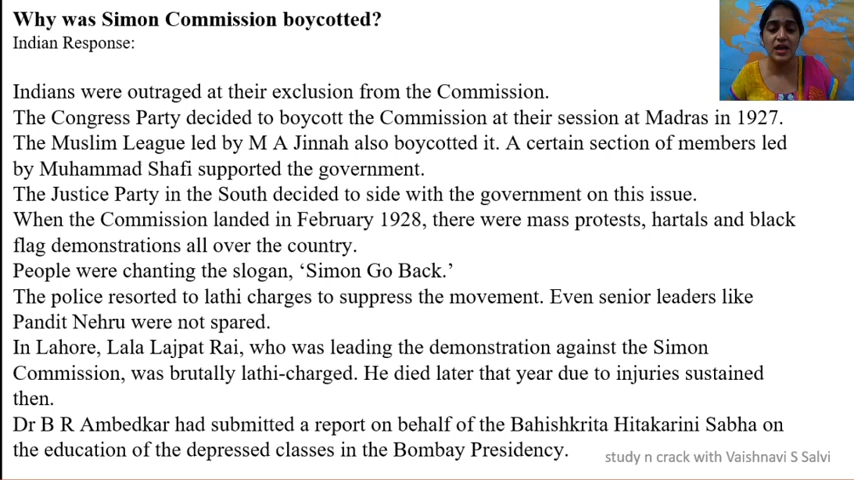 Why was Simon Commission boycotted?
Indian Response:
Indians were outraged at their exclusion from the Commission.
The Congress Party decided to boycott the Commission at their session at Madras in 1927.
The Muslim League led by M A Jinnah also boycotted it. A certain section of members led
by Muhammad Shafi supported the government.
The Justice Party in the South decided to side with the government on this issue.
When the Commission landed in February 1928, there were mass protests, hartals and black
flag demonstrations all over the country.
People were chanting the slogan, ‘Simon Go Back.’
The police resorted to lathi charges to suppress the movement. Even senior leaders like
Pandit Nehru were not spared.
In Lahore, Lala Lajpat Rai, who was leading the demonstration against the Simon
Commission, was brutally lathi-charged. He died later that year due to injuries sustained
then.
Dr B R Ambedkar had submitted a report on behalf of the Bahishkrita Hitakarini Sabha on
the education of the depressed classes in the Bombay Presidency.
study n crack with Vaishnavi S Salvi